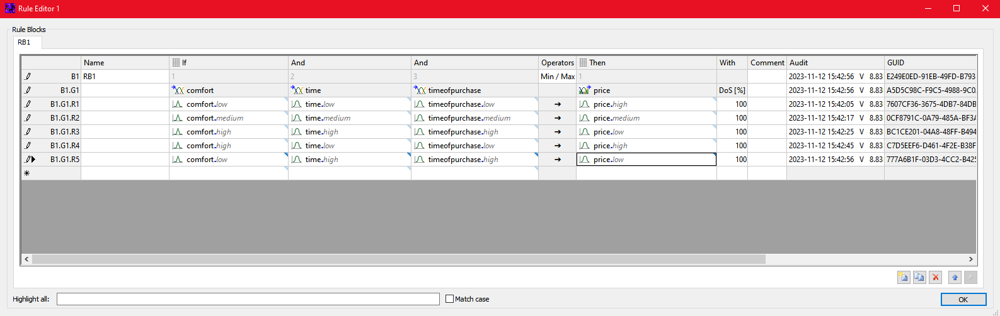 Rule Editor 1
Rule Blocks
RB1
Name If And And Operators Then With Comment Audit GUID
B1 RB1 1 2 3 Min / Max 1 2023-11-12 15:42:56 V 8.83 E249E0ED-91EB-49FD-B793
B1.G1 comfort time timeofpurchase price DoS [%] 2023-11-12 15:42:56 V 8.83 A5D5C98C-F9C5-4988-9C0
B1.G1.R1 comfort.low time.low timeofpurchase.low ➔ price.high 100 2023-11-12 15:42:05 V 8.83 7607CF36-3675-4DB7-84DB
B1.G1.R2 comfort.medium time.medium timeofpurchase.medium ➔ price.medium 100 2023-11-12 15:42:17 V 8.83 0CF8791C-0A79-485A-BF3A
B1.G1.R3 comfort.high time.high timeofpurchase.high ➔ price.low 100 2023-11-12 15:42:25 V 8.83 BC1CE201-04A8-48FF-B494
B1.G1.R4 comfort.high time.low timeofpurchase.low ➔ price.high 100 2023-11-12 15:42:45 V 8.83 C7D5EEF6-D461-4F2E-B38F
B1.G1.R5 comfort.low time.high timeofpurchase.high ➔ price.low 100 2023-11-12 15:42:56 V 8.83 777A6B1F-03D3-4CC2-B425
Highlight all: Match case OK